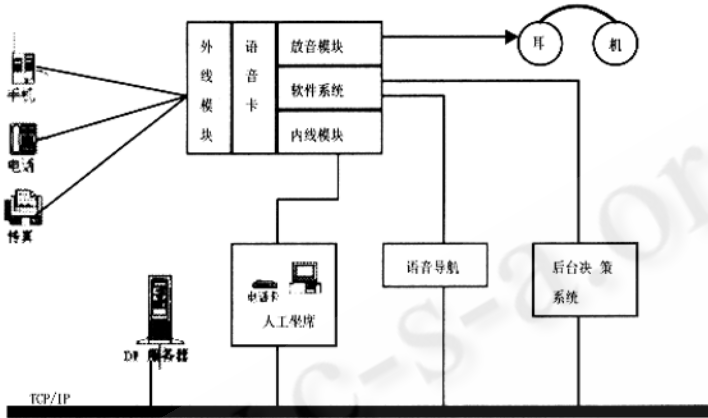 手机
电话
传真
外线模块
语音卡
放音模块
软件系统
内线模块
耳
机
电话卡
人工坐席
语音导航
后台决 策
系统
DB 服务器
TCP/IP
c-s-a.or